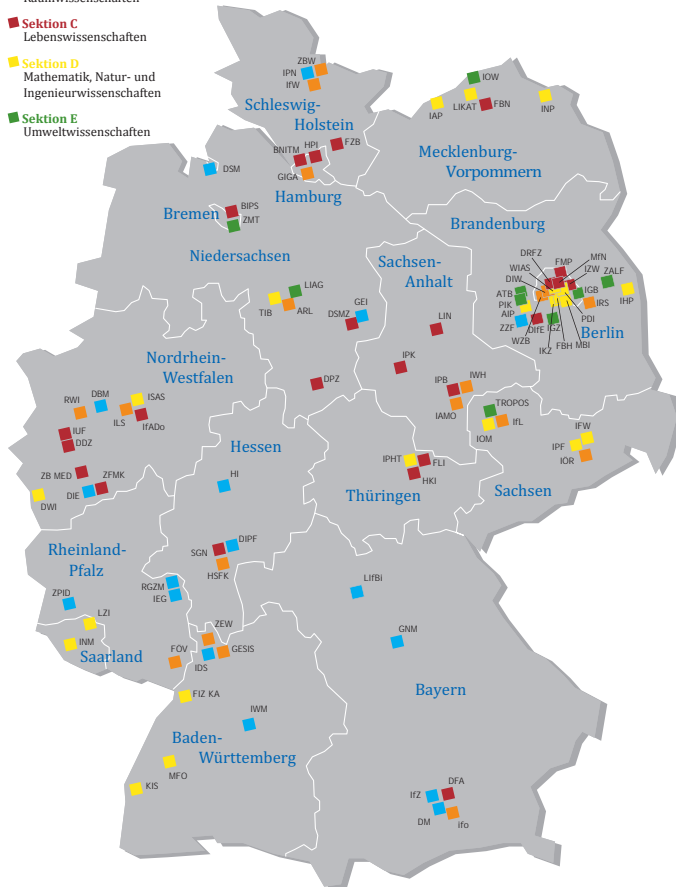 Raumwissenschaften
Sektion C
Lebenswissenschaften
Sektion D
Mathematik, Natur- und
Ingenieurwissenschaften
Sektion E
Umweltwissenschaften
ZBW
IPN
IfW
Schleswig-
Holstein
IOW
IAP
LIKAT
FBN
INP
Mecklenburg-
Vorpommern
BNITM
HPI
FZB
GIGA
Hamburg
DSM
Bremen
BIPS
ZMT
Niedersachsen
Brandenburg
Sachsen-
Anhalt
DRFZ
FMP
MfN
WIAS
IZW
DIW
ZALF
ATB
IGB
PIK
IRS
IHP
AIP
PDI
ZZF
DIfE
IGZ
Berlin
WZB
FBH
MBI
IKZ
LIAG
TIB
ARL
GEI
DSMZ
LIN
Nordrhein-
Westfalen
IPK
DPZ
IPB
IWH
IAMO
RWI
DBM
ISAS
ILS
IfADo
IUF
DDZ
TROPOS
IfL
IOM
IFW
IPF
IÖR
Hessen
ZB MED
ZFMK
DIE
DWI
HI
IPHT
FLI
HKI
Thüringen
Sachsen
Rheinland-
Pfalz
SGN
DIPF
HSFK
RGZM
IEG
ZPID
LZI
INM
Saarland
LIfBi
GNM
ZEW
FÖV
GESIS
IDS
FIZ KA
Bayern
IWM
Baden-
Württemberg
MFO
KIS
DFA
IfZ
DM
ifo